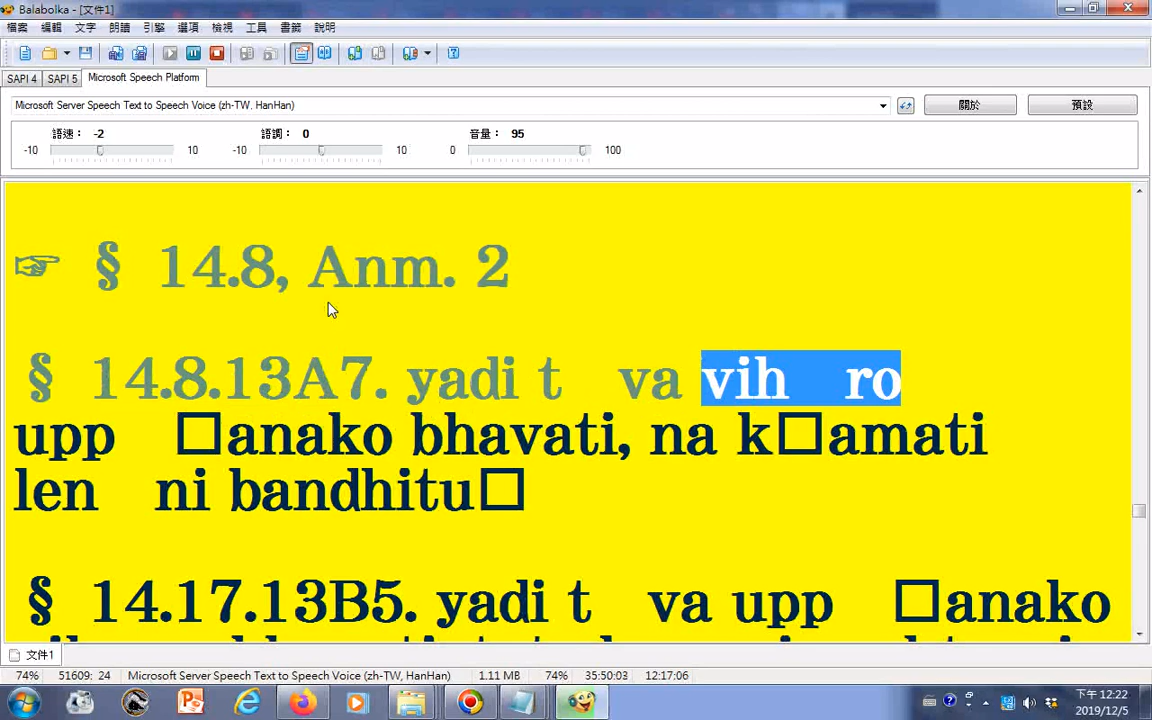 Balabolka - [文件1]
檔案 編輯 文字 朗讀 引擎 選項 檢視 工具 書籤 說明
SAPI 4 SAPI 5 Microsoft Speech Platform
Microsoft Server Speech Text to Speech Voice (zh-TW, HanHan) 關於 預設
語速： -2 語調： 0 音量： 95
-10 10 -10 10 0 100
☞ § 14.8, Anm. 2
§ 14.8.13A7. yadi t va vih ro
upp □anako bhavati, na k□amati
len ni bandhitu□
§ 14.17.13B5. yadi t va upp □anako
文件1
74% 51609: 24 Microsoft Server Speech Text to Speech Voice (zh-TW, HanHan) 1.11 MB 74% 35:50:03 12:17:06
下午 12:22
2019/12/5